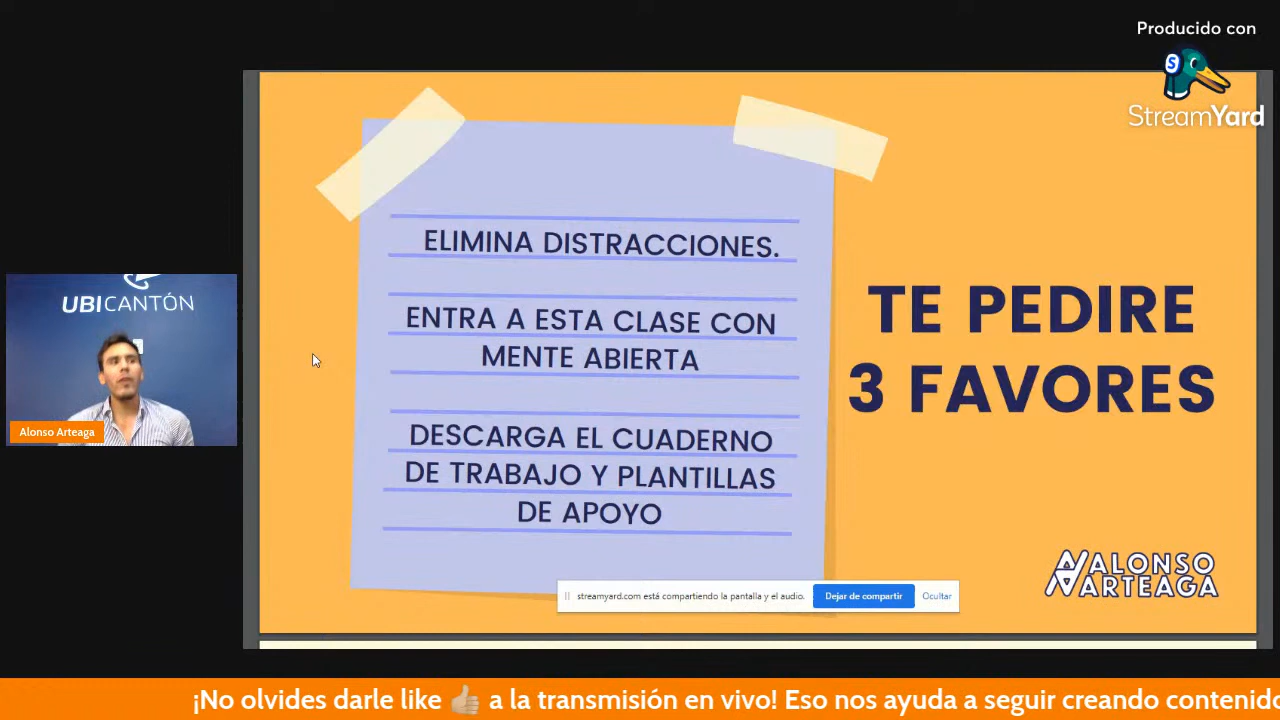 Producido con
StreamYard
ELIMINA DISTRACCIONES.
ENTRA A ESTA CLASE CON
MENTE ABIERTA
DESCARGA EL CUADERNO
DE TRABAJO Y PLANTILLAS
DE APOYO
TE PEDIRE
3 FAVORES
UBICANTÓN
Alonso Arteaga
ALONSO
ARTEAGA
streamyard.com está compartiendo la pantalla y el audio.
Dejar de compartir
Ocultar
¡No olvides darle like 👍🏼 a la transmisión en vivo! Eso nos ayuda a seguir creando contenido